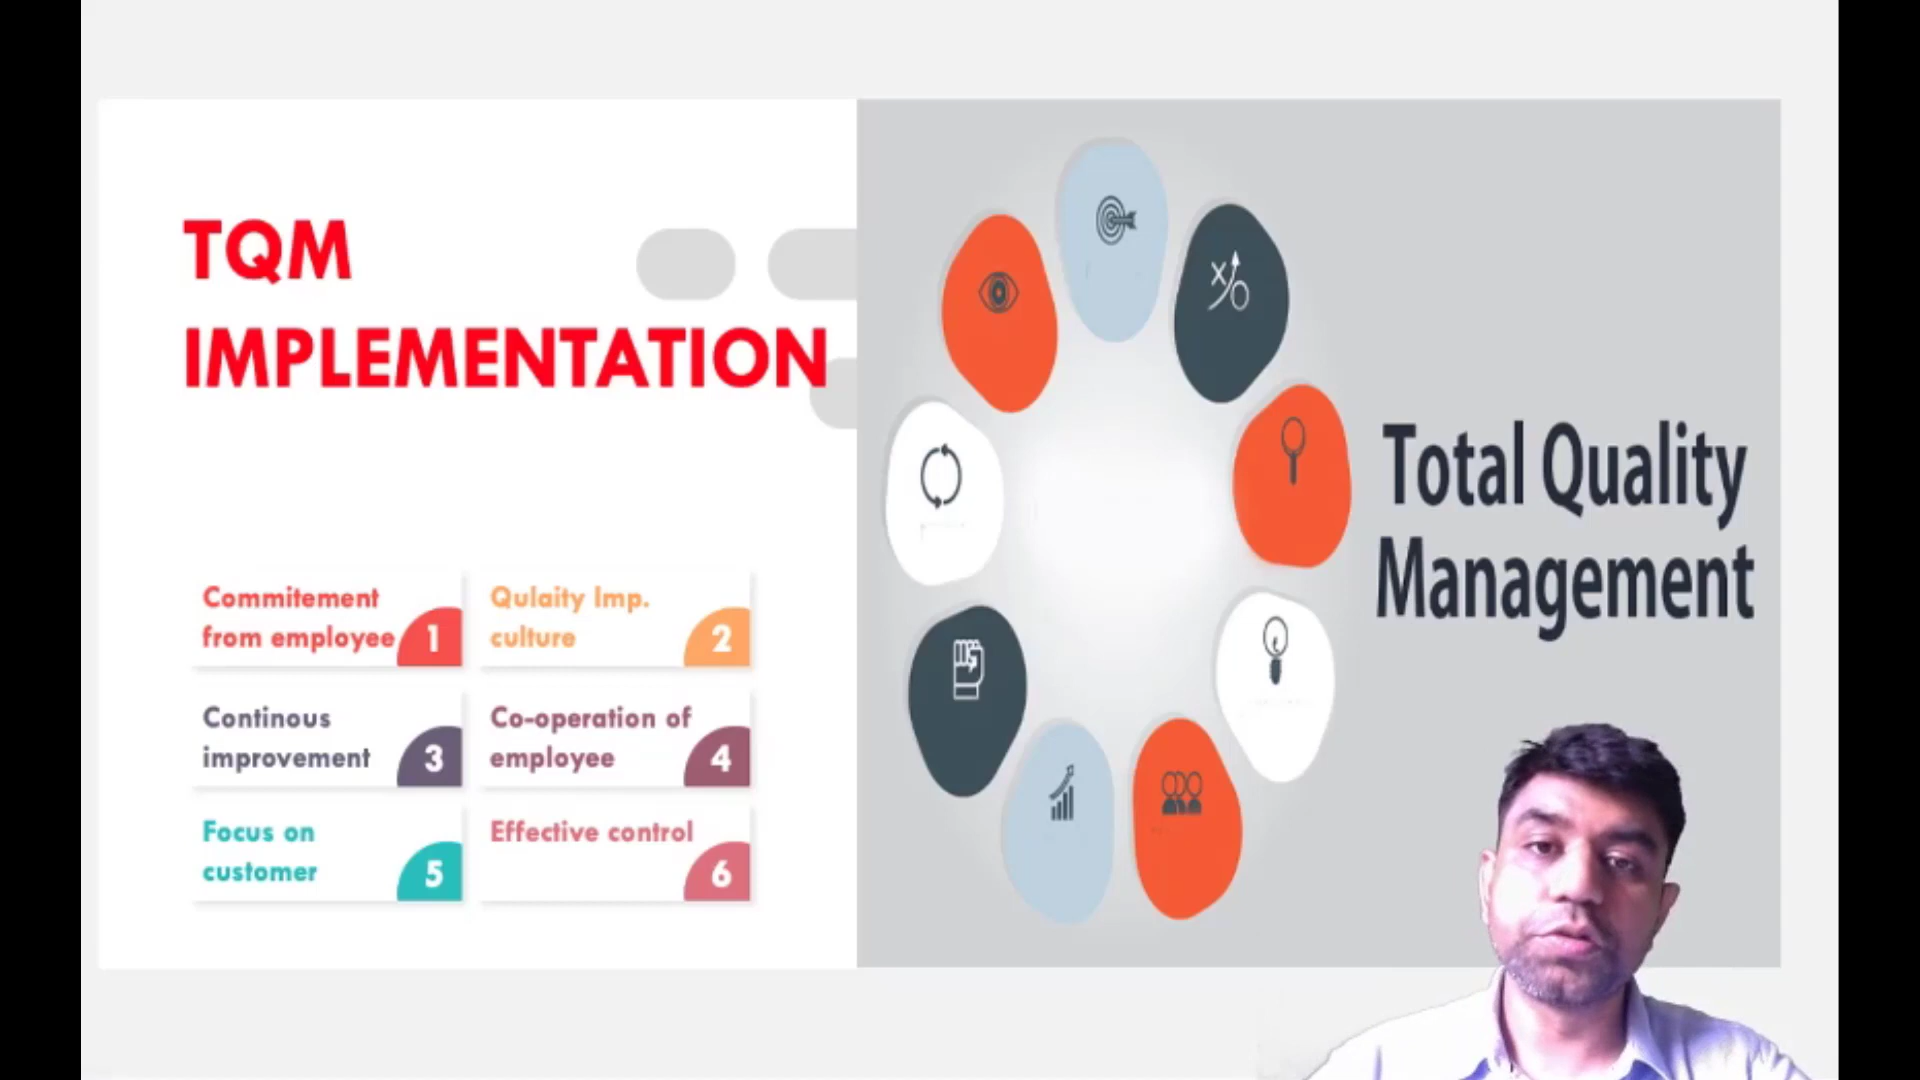 TQM
IMPLEMENTATION
Commitement
from employee
1
Qulaity Imp.
culture
2
Continous
improvement
3
Co-operation of
employee
4
Focus on
customer
5
Effective control
6
Total Quality
Management